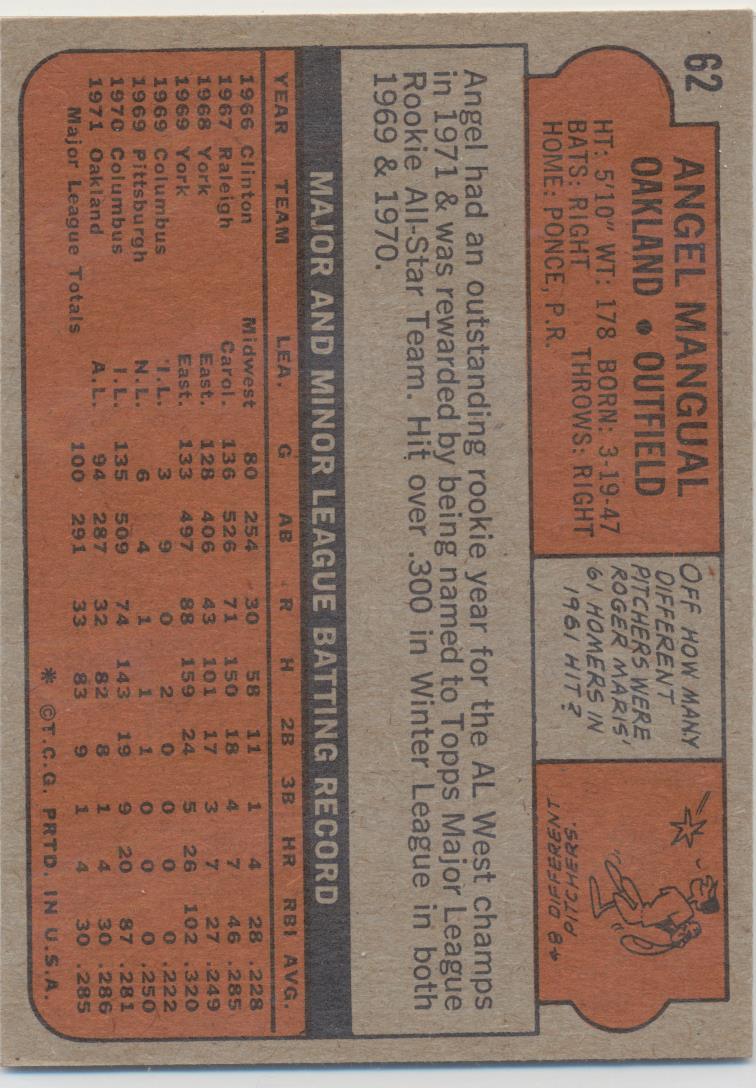 62
ANGEL MANGUAL
OAKLAND • OUTFIELD
HT: 5'10" WT: 178 BORN: 3-19-47
BATS: RIGHT THROWS: RIGHT
HOME: PONCE, P.R.
OFF HOW MANY
DIFFERENT
PITCHERS WERE
ROGER MARIS'
61 HOMERS IN
1961 HIT?
48 DIFFERENT
PITCHERS.
Angel had an outstanding rookie year for the AL West champs
in 1971 & was rewarded by being named to Topps Major League
Rookie All-Star Team. Hit over .300 in Winter League in both
1969 & 1970.
MAJOR AND MINOR LEAGUE BATTING RECORD
YEAR TEAM LEA. G AB R H 2B 3B HR RBI AVG.
1966 Clinton Midwest 80 254 30 58 11 1 4 28 .228
1967 Raleigh Carol. 136 526 71 150 18 4 7 46 .285
1968 York East. 128 406 43 101 17 3 7 27 .249
1969 York East. 133 497 88 159 24 5 26 102 .320
1969 Columbus I.L. 3 9 0 2 0 0 0 0 .222
1969 Pittsburgh N.L. 6 4 1 1 1 0 0 0 .250
1970 Columbus I.L. 135 509 74 143 19 9 20 87 .281
1971 Oakland A.L. 94 287 32 82 8 1 4 30 .286
Major League Totals 100 291 33 83 9 1 4 30 .285
* ©T.C.G. PRTD. IN U.S.A.